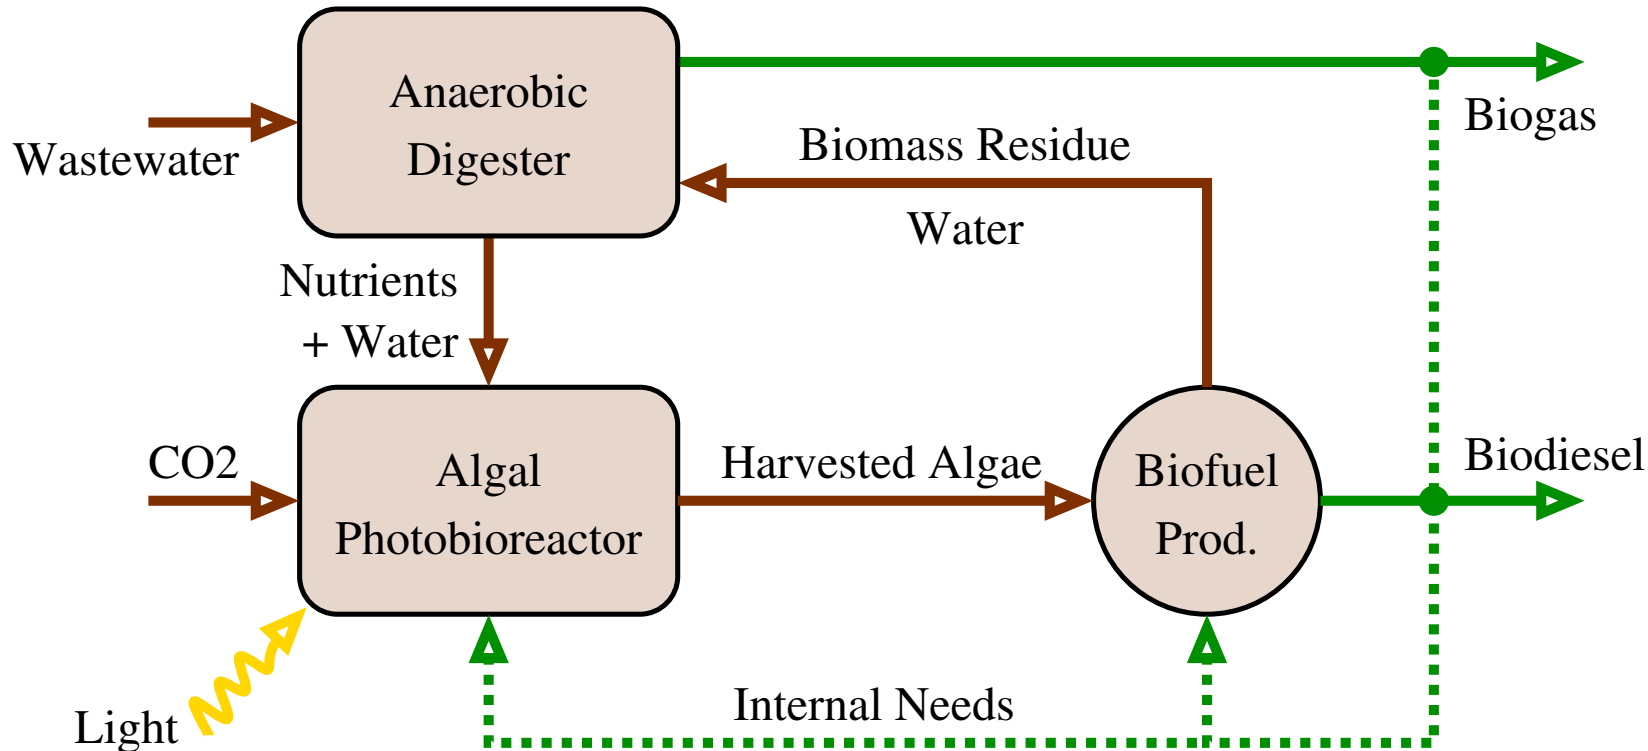 Anaerobic
Digester
Biogas
Wastewater
Biomass Residue
Water
Nutrients
+ Water
CO2
Algal
Photobioreactor
Harvested Algae
Biofuel
Prod.
Biodiesel
Light
Internal Needs